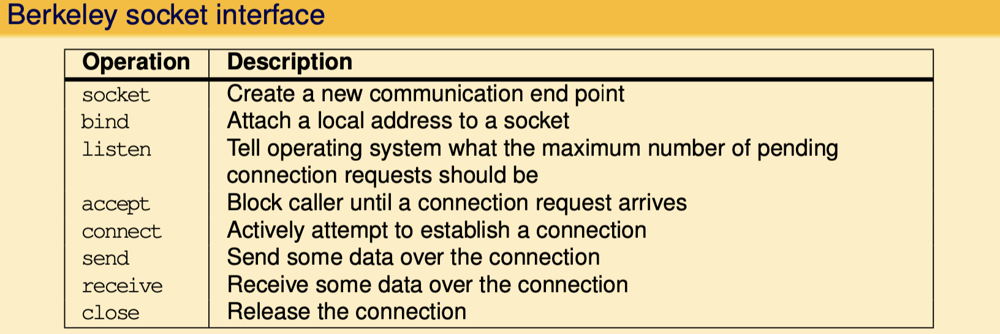 Berkeley socket interface
Operation Description
socket Create a new communication end point
bind Attach a local address to a socket
listen Tell operating system what the maximum number of pending
connection requests should be
accept Block caller until a connection request arrives
connect Actively attempt to establish a connection
send Send some data over the connection
receive Receive some data over the connection
close Release the connection